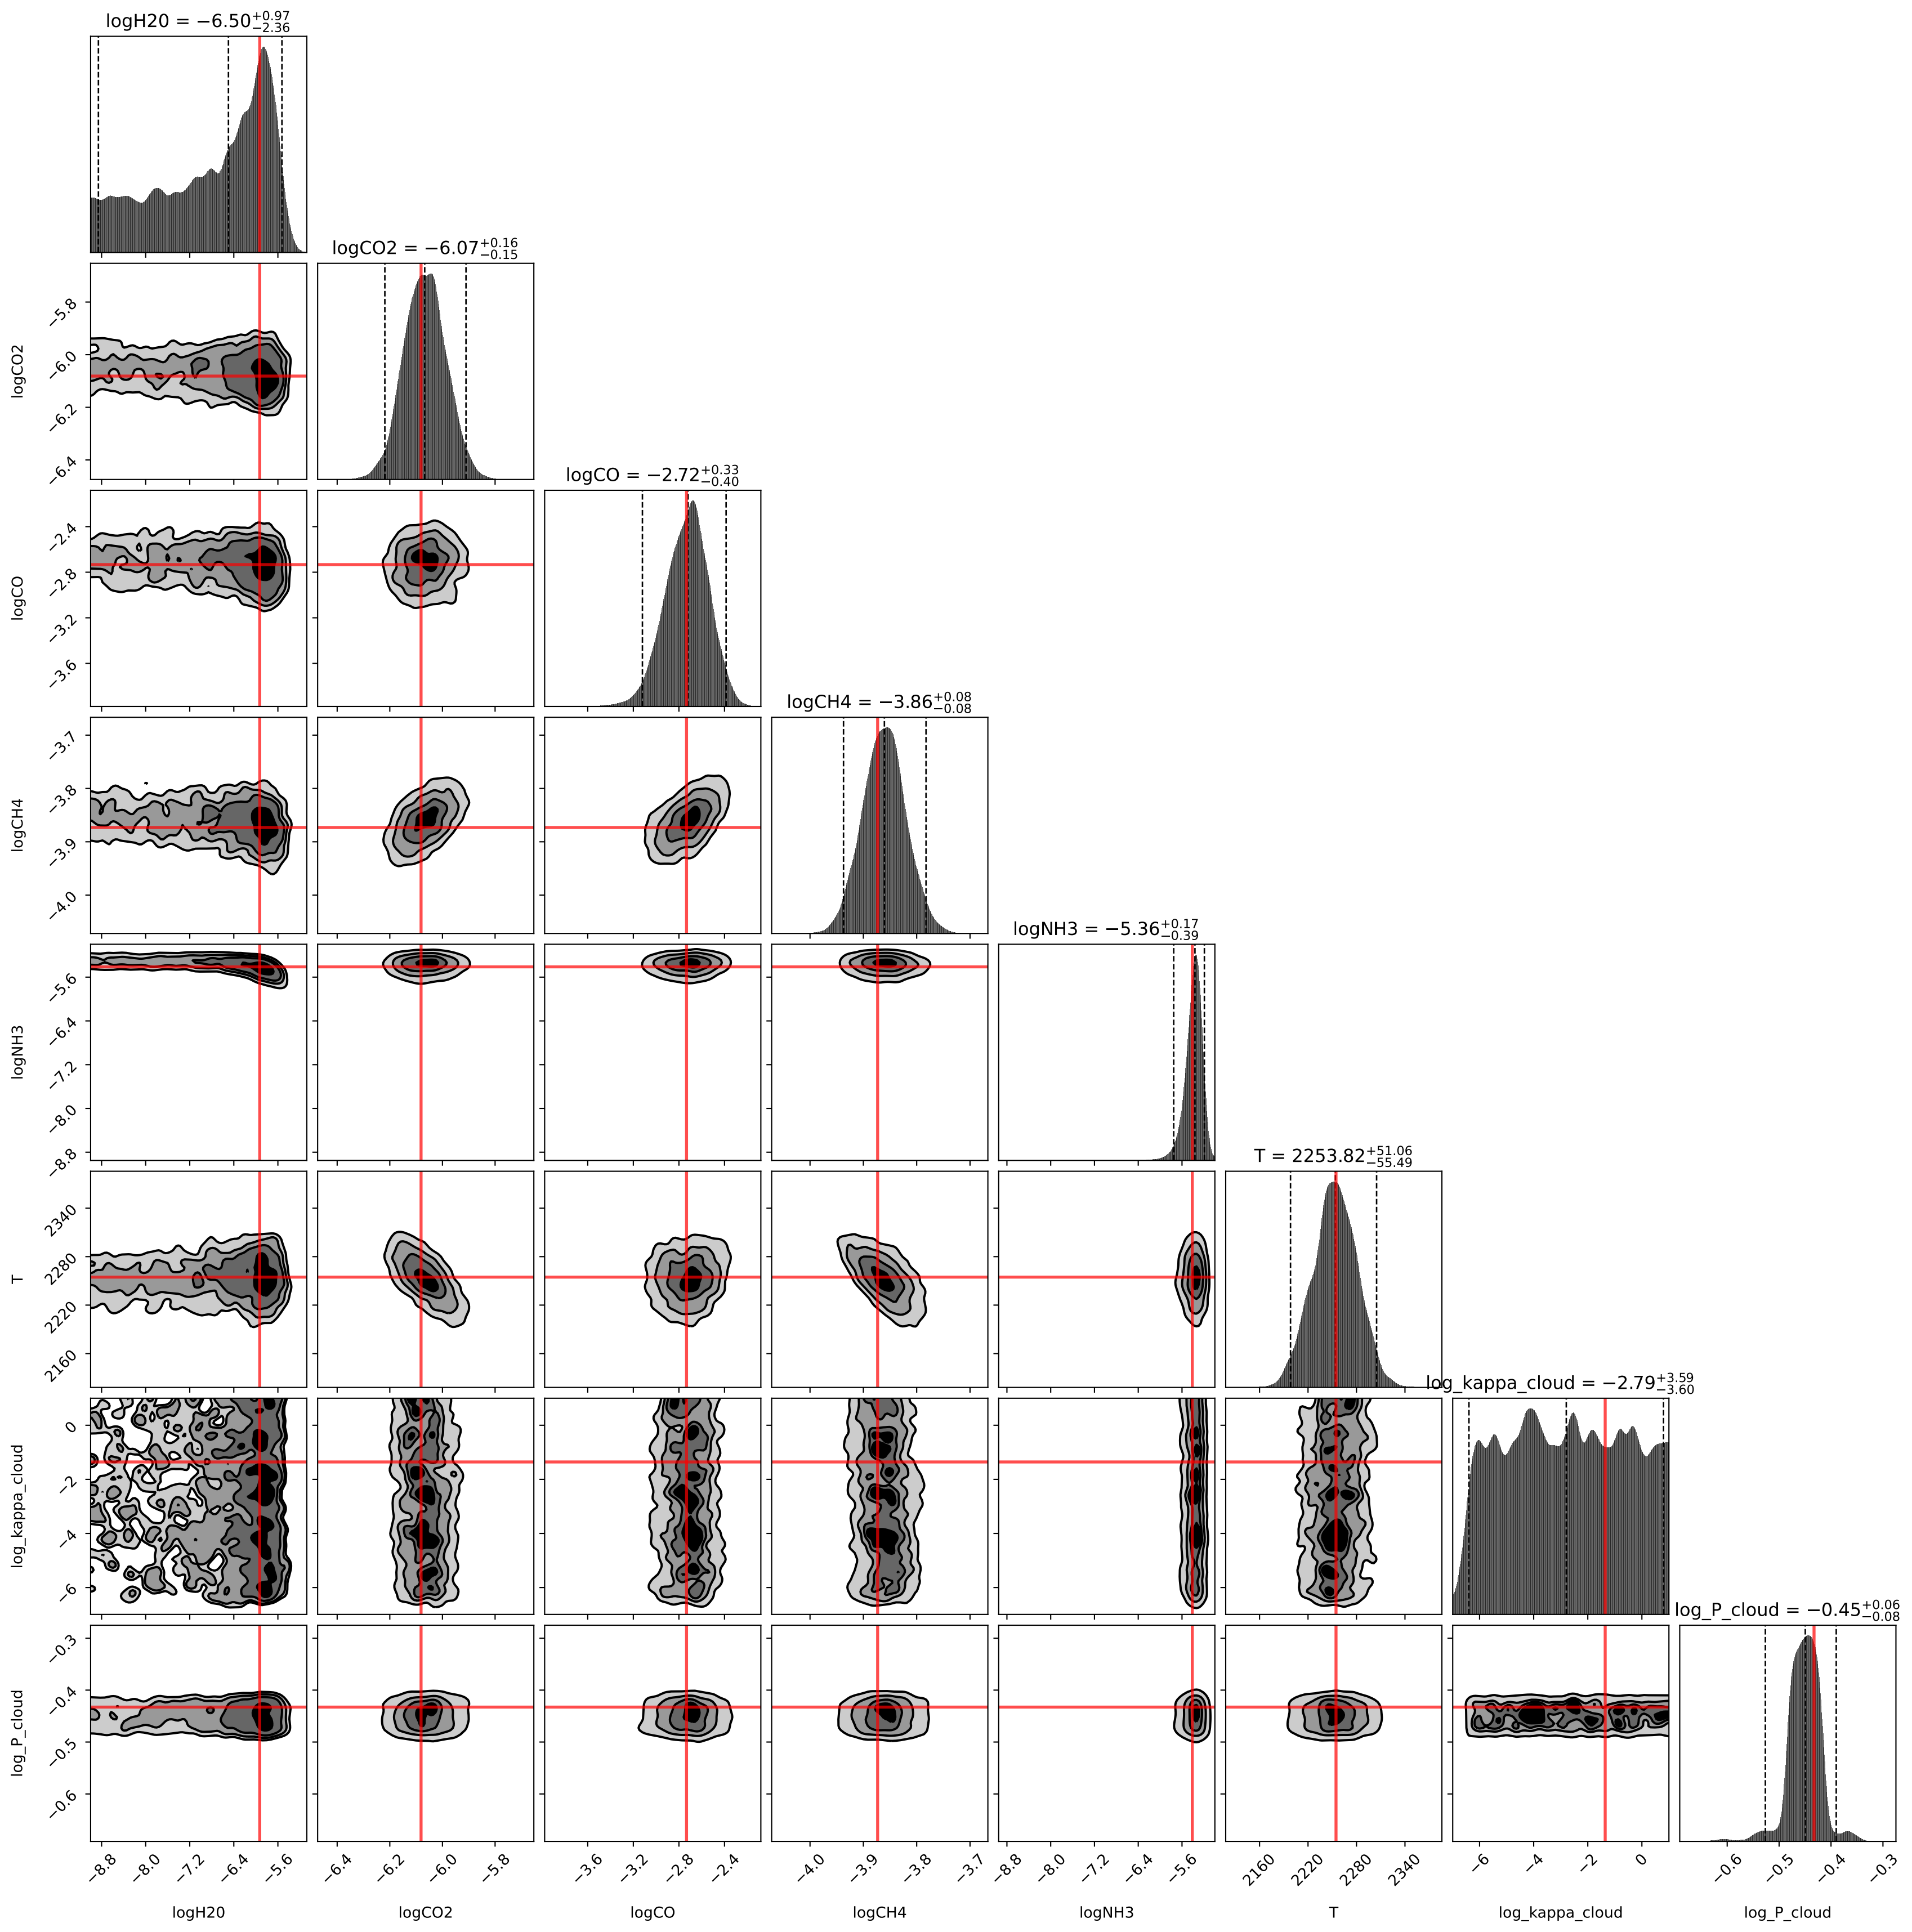 logH20 = −6.50+0.97−2.36
logCO2 = −6.07+0.16−0.15
−5.8
−6.0
−6.2
−6.4
logCO2
logCO = −2.72+0.33−0.40
−2.4
−2.8
−3.2
−3.6
logCO
logCH4 = −3.86+0.08−0.08
−3.7
−3.8
−3.9
−4.0
logCH4
logNH3 = −5.36+0.17−0.39
−5.6
−6.4
−7.2
−8.0
−8.8
logNH3
T = 2253.82+51.06−55.49
2340
2280
2220
2160
T
log_kappa_cloud = −2.79+3.59−3.60
0
−2
−4
−6
log_kappa_cloud
log_P_cloud = −0.45+0.06−0.08
−0.3
−0.4
−0.5
−0.6
log_P_cloud
−8.8 −8.0 −7.2 −6.4 −5.6 −6.4 −6.2 −6.0 −5.8 −3.6 −3.2 −2.8 −2.4 −4.0 −3.9 −3.8 −3.7 −8.8 −8.0 −7.2 −6.4 −5.6 2160 2220 2280 2340 −6 −4 −2 0 −0.6 −0.5 −0.4 −0.3
logH20 logCO2 logCO logCH4 logNH3 T log_kappa_cloud log_P_cloud